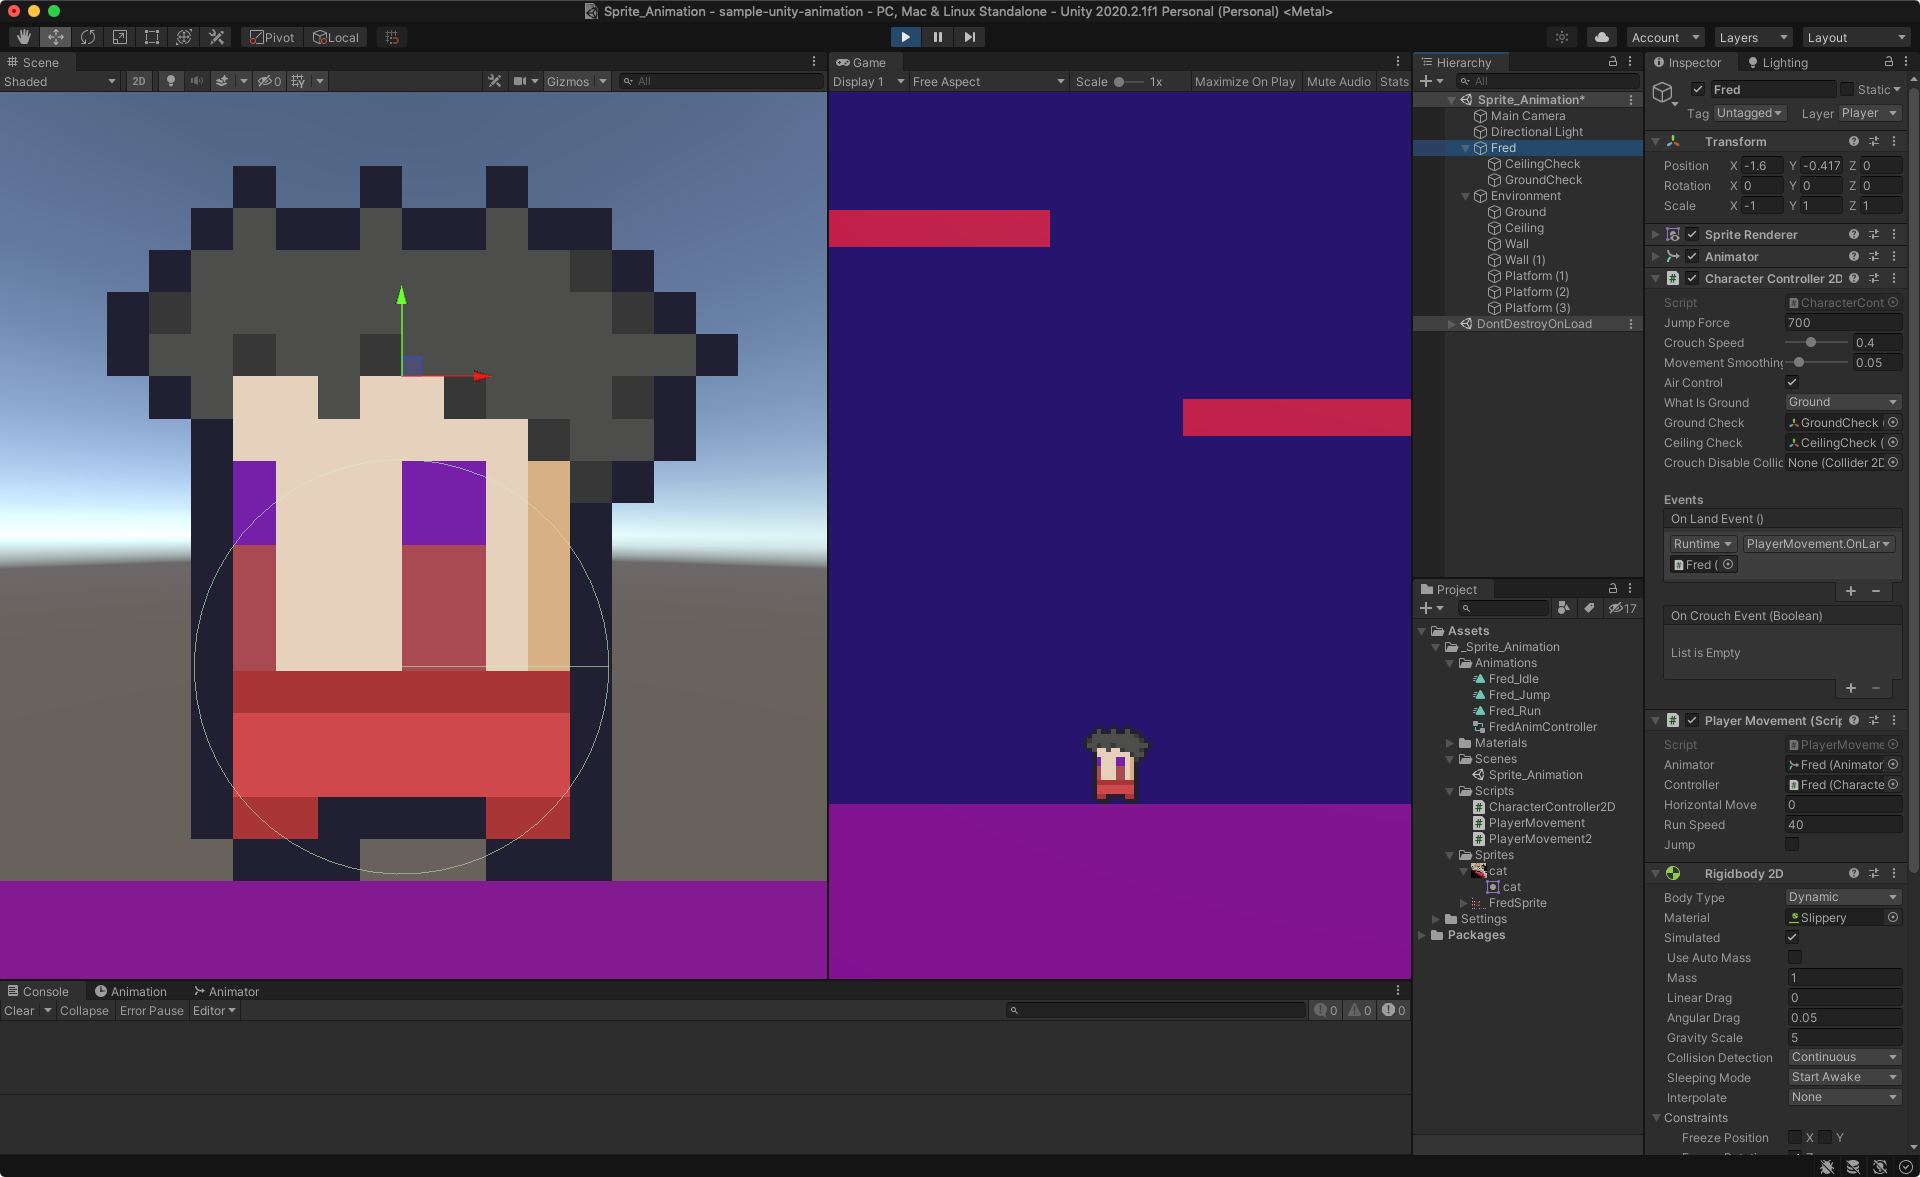 Sprite_Animation - sample-unity-animation - PC, Mac & Linux Standalone - Unity 2020.2.1f1 Personal (Personal) <Metal>
Pivot Local
Account Layers Layout
Scene
Shaded 2D 0 Gizmos All
Game
Display 1 Free Aspect Scale 1x Maximize On Play Mute Audio Stats
Hierarchy
All
Sprite_Animation*
Main Camera
Directional Light
Fred
CeilingCheck
GroundCheck
Environment
Ground
Ceiling
Wall
Wall (1)
Platform (1)
Platform (2)
Platform (3)
DontDestroyOnLoad
Project
17
Assets
_Sprite_Animation
Animations
Fred_Idle
Fred_Jump
Fred_Run
FredAnimController
Materials
Scenes
Sprite_Animation
Scripts
CharacterController2D
PlayerMovement
PlayerMovement2
Sprites
cat
cat
FredSprite
Settings
Packages
Inspector Lighting
Fred Static
Tag Untagged Layer Player
Transform
Position X -1.6 Y -0.417 Z 0
Rotation X 0 Y 0 Z 0
Scale X -1 Y 1 Z 1
Sprite Renderer
Animator
Character Controller 2D
Script CharacterCont
Jump Force 700
Crouch Speed 0.4
Movement Smoothing 0.05
Air Control
What Is Ground Ground
Ground Check GroundCheck
Ceiling Check CeilingCheck (
Crouch Disable Collic None (Collider 2D
Events
On Land Event ()
Runtime PlayerMovement.OnLar
Fred (
On Crouch Event (Boolean)
List is Empty
Player Movement (Scrip
Script PlayerMoveme
Animator Fred (Animator
Controller Fred (Characte
Horizontal Move 0
Run Speed 40
Jump
Rigidbody 2D
Body Type Dynamic
Material Slippery
Simulated
Use Auto Mass
Mass 1
Linear Drag 0
Angular Drag 0.05
Gravity Scale 5
Collision Detection Continuous
Sleeping Mode Start Awake
Interpolate None
Constraints
Freeze Position X Y
Console Animation Animator
Clear Collapse Error Pause Editor 0 0 0